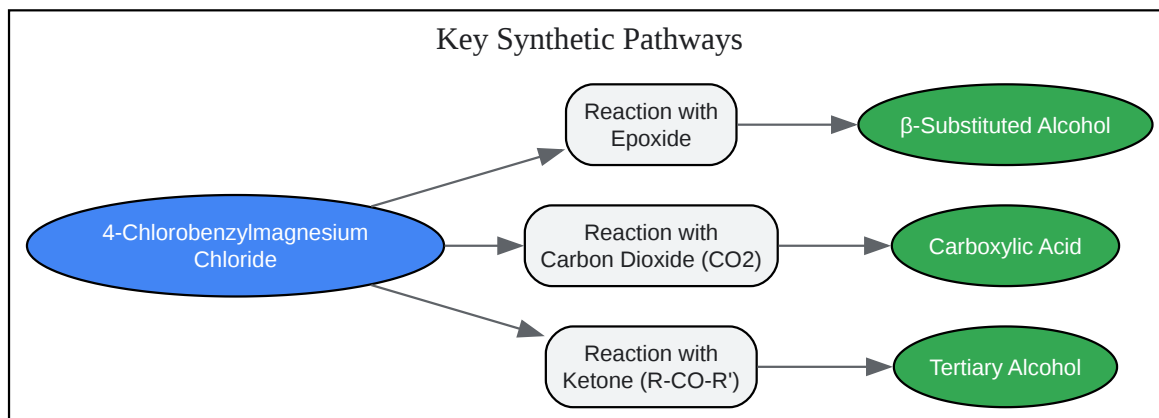 Key Synthetic Pathways
Reaction with
Epoxide
β-Substituted Alcohol
4-Chlorobenzylmagnesium
Chloride
Reaction with
Carbon Dioxide (CO2)
Carboxylic Acid
Reaction with
Ketone (R-CO-R')
Tertiary Alcohol